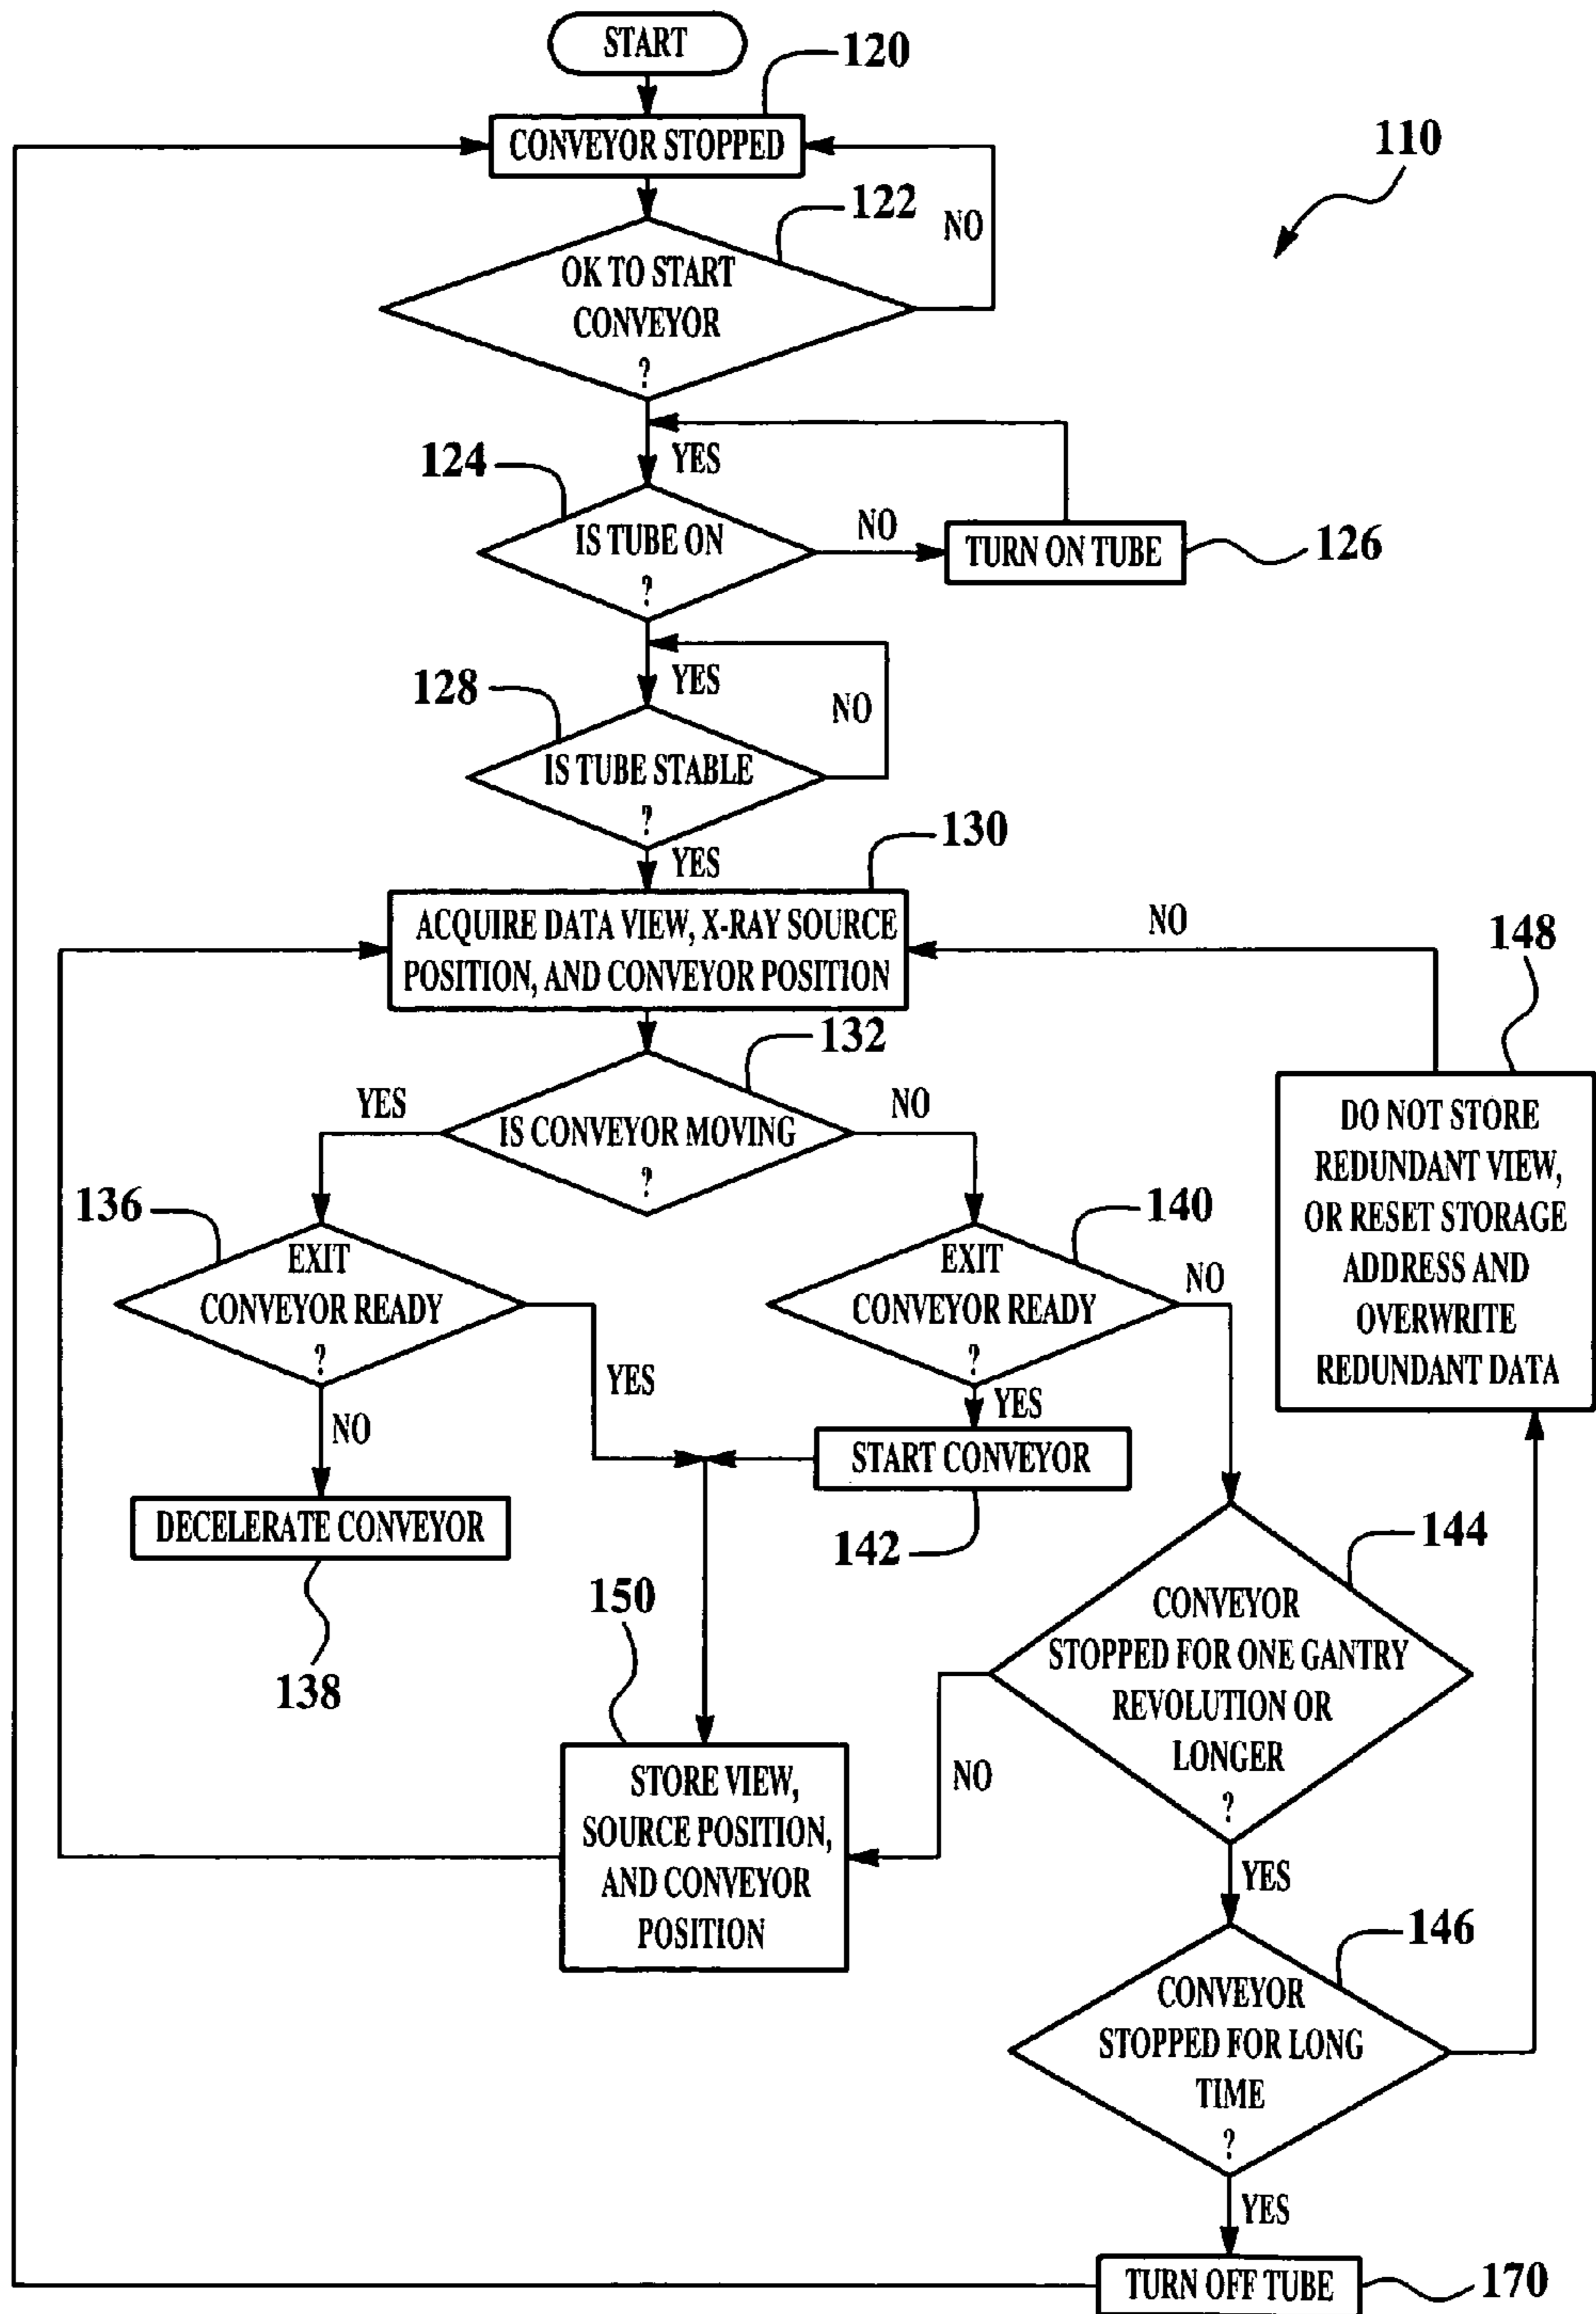 START
120
CONVEYOR STOPPED
110
122
NO
OK TO START
CONVEYOR
?
124
YES
IS TUBE ON
?
NO
TURN ON TUBE
126
128
YES
NO
IS TUBE STABLE
?
130
YES
ACQUIRE DATA VIEW, X-RAY SOURCE
POSITION, AND CONVEYOR POSITION
NO
148
132
YES
NO
IS CONVEYOR MOVING
?
DO NOT STORE
REDUNDANT VIEW,
OR RESET STORAGE
ADDRESS AND
OVERWRITE
REDUNDANT DATA
136
EXIT
CONVEYOR READY
?
140
EXIT
CONVEYOR READY
?
NO
YES
YES
NO
START CONVEYOR
142
DECELERATE CONVEYOR
138
144
CONVEYOR
STOPPED FOR ONE GANTRY
REVOLUTION OR
LONGER
?
150
NO
STORE VIEW,
SOURCE POSITION,
AND CONVEYOR
POSITION
YES
146
CONVEYOR
STOPPED FOR LONG
TIME
?
YES
TURN OFF TUBE
170